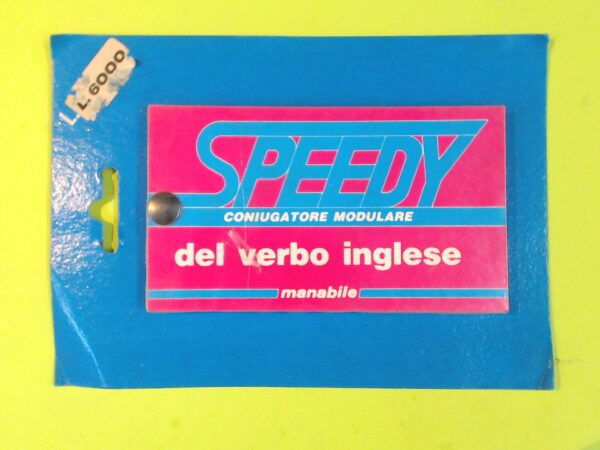 L. 6000
SPEEDY
CONIUGATORE MODULARE
del verbo inglese
manabile